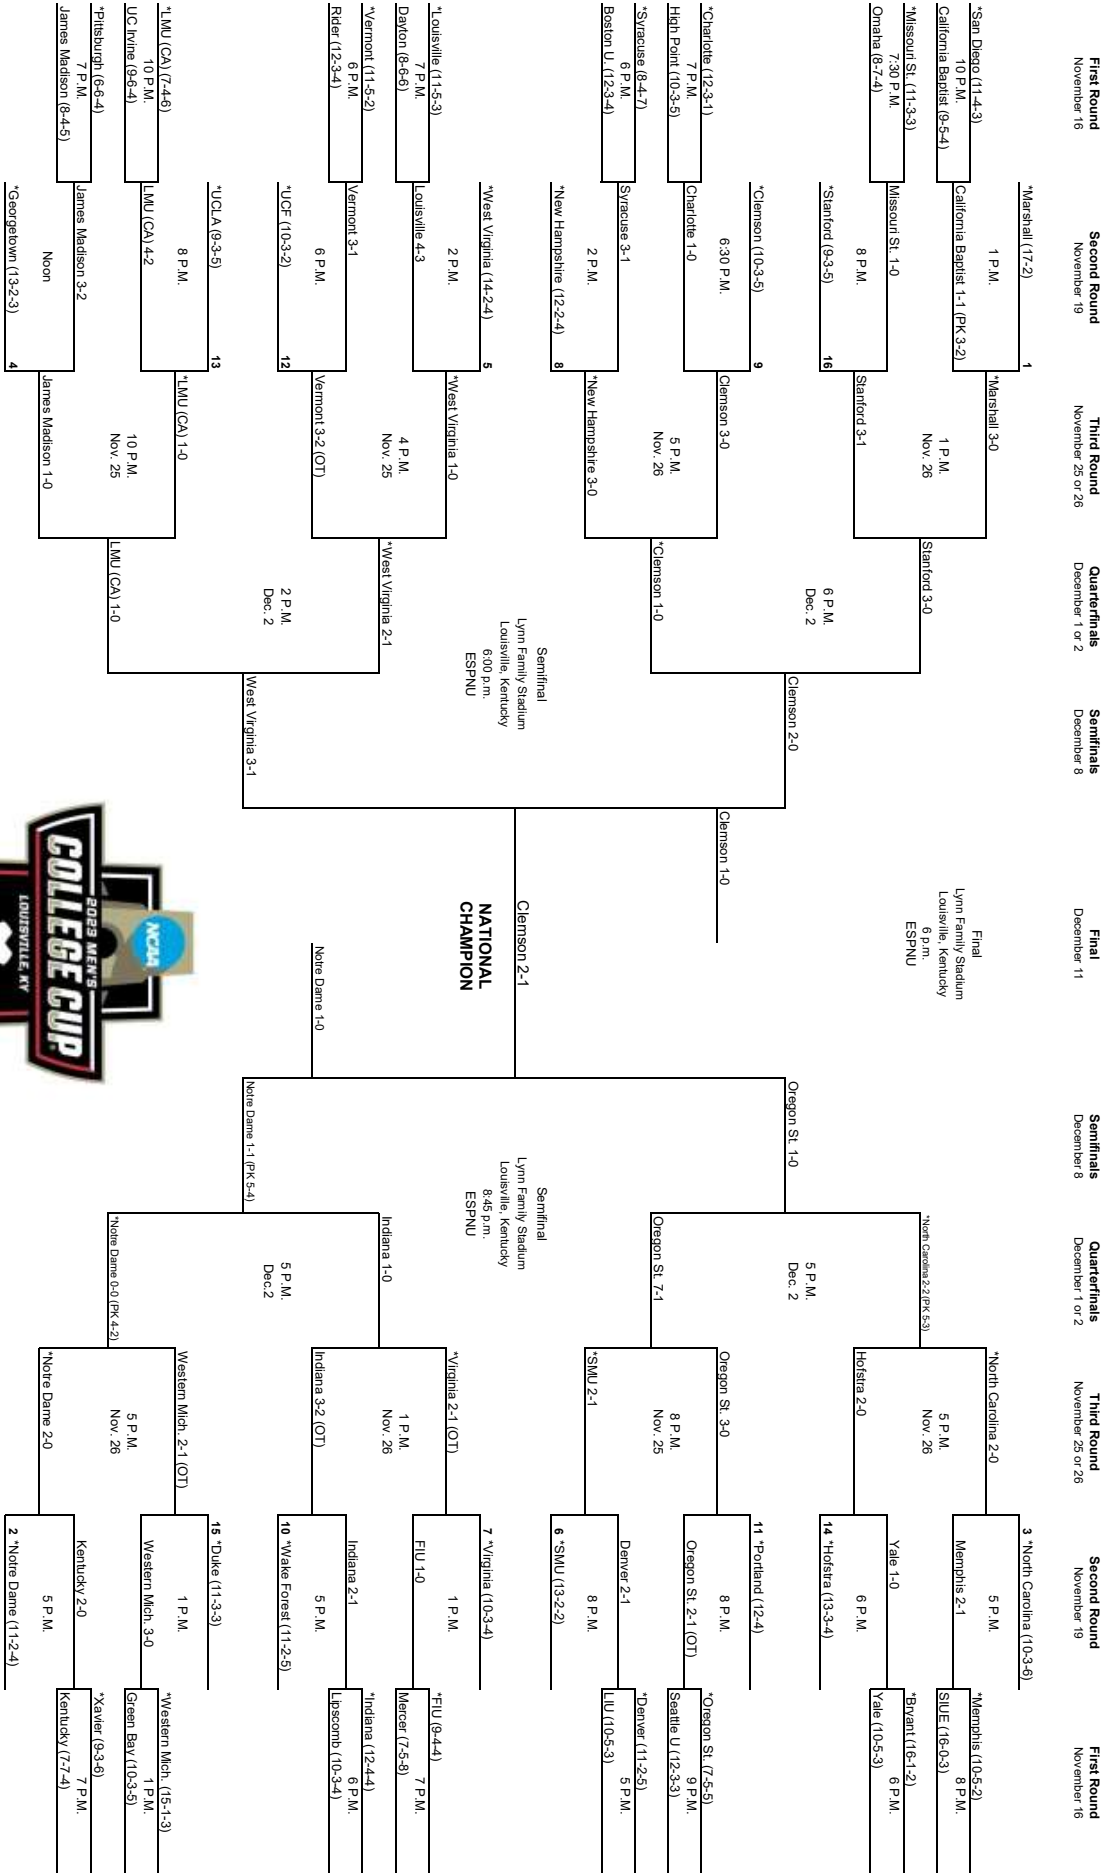 First Round
November 16
Second Round
November 19
Third Round
November 25 or 26
Quarterfinals
December 1 or 2
Semifinals
December 8
Final
December 11
Semifinals
December 8
Quarterfinals
December 1 or 2
Third Round
November 25 or 26
Second Round
November 19
First Round
November 16
*San Diego (11-4-3)
10 P.M.
California Baptist (9-5-4)
*Missouri St. (11-3-3)
7:30 P.M.
Omaha (8-7-4)
*Charlotte (12-3-1)
7 P.M.
High Point (10-3-5)
*Syracuse (8-4-7)
6 P.M.
Boston U. (12-3-4)
*Louisville (11-5-3)
7 P.M.
Dayton (8-6-6)
*Vermont (11-5-2)
6 P.M.
Rider (12-3-4)
*LMU (CA) (7-4-6)
10 P.M.
UC Irvine (9-6-4)
*Pittsburgh (6-6-4)
7 P.M.
James Madison (8-4-5)
*Marshall (17-2)
1
1 P.M.
California Baptist 1-1 (PK 3-2)
Missouri St. 1-0
8 P.M.
*Stanford (9-3-5)
16
*Clemson (10-3-5)
9
6:30 P.M.
Charlotte 1-0
Syracuse 3-1
2 P.M.
*New Hampshire (12-2-4)
8
*West Virginia (14-2-4)
5
2 P.M.
Louisville 4-3
Vermont 3-1
6 P.M.
*UCF (10-3-2)
12
*UCLA (9-3-5)
13
8 P.M.
LMU (CA) 4-2
James Madison 3-2
Noon
*Georgetown (13-2-3)
4
*Marshall 3-0
1 P.M.
Nov. 26
Stanford 3-1
Clemson 3-0
5 P.M.
Nov. 26
*New Hampshire 3-0
*West Virginia 1-0
4 P.M.
Nov. 25
Vermont 3-2 (OT)
*LMU (CA) 1-0
10 P.M.
Nov. 25
James Madison 1-0
Stanford 3-0
6 P.M.
Dec. 2
*Clemson 1-0
*West Virginia 2-1
2 P.M.
Dec. 2
LMU (CA) 1-0
Clemson 2-0
Semifinal
Lynn Family Stadium
Louisville, Kentucky
6:00 p.m.
ESPNU
West Virginia 3-1
Final
Lynn Family Stadium
Louisville, Kentucky
6 p.m.
ESPNU
Clemson 1-0
Clemson 2-1
NATIONAL
CHAMPION
Notre Dame 1-0
NCAA
2023 MEN'S
COLLEGE CUP
LOUISVILLE, KY
Oregon St. 1-0
Semifinal
Lynn Family Stadium
Louisville, Kentucky
8:45 p.m.
ESPNU
Notre Dame 1-1 (PK 5-4)
*North Carolina 2-2 (PK 5-3)
5 P.M.
Dec. 2
Oregon St. 7-1
Indiana 1-0
5 P.M.
Dec.2
*Notre Dame 0-0 (PK 4-2)
*North Carolina 2-0
5 P.M.
Nov. 26
Hofstra 2-0
Oregon St. 3-0
8 P.M.
Nov. 25
*SMU 2-1
*Virginia 2-1 (OT)
1 P.M.
Nov. 26
Indiana 3-2 (OT)
Western Mich. 2-1 (OT)
5 P.M.
Nov. 26
*Notre Dame 2-0
3 *North Carolina (10-3-6)
5 P.M.
Memphis 2-1
Yale 1-0
6 P.M.
14 *Hofstra (13-3-4)
11 *Portland (12-4)
8 P.M.
Oregon St. 2-1 (OT)
Denver 2-1
8 P.M.
6 *SMU (13-2-2)
7 *Virginia (10-3-4)
1 P.M.
FIU 1-0
Indiana 2-1
5 P.M.
10 *Wake Forest (11-2-5)
15 *Duke (11-3-3)
1 P.M.
Western Mich. 3-0
Kentucky 2-0
5 P.M.
2 *Notre Dame (11-2-4)
*Memphis (10-5-2)
8 P.M.
SIUE (16-0-3)
*Bryant (16-1-2)
6 P.M.
Yale (10-5-3)
*Oregon St. (7-5-5)
9 P.M.
Seattle U (12-3-3)
*Denver (11-2-5)
5 P.M.
LIU (10-5-3)
*FIU (9-4-4)
7 P.M.
Mercer (7-5-8)
*Indiana (12-4-4)
6 P.M.
Lipscomb (10-3-4)
*Western Mich. (15-1-3)
1 P.M.
Green Bay (10-3-5)
*Xavier (9-3-6)
7 P.M.
Kentucky (7-7-4)